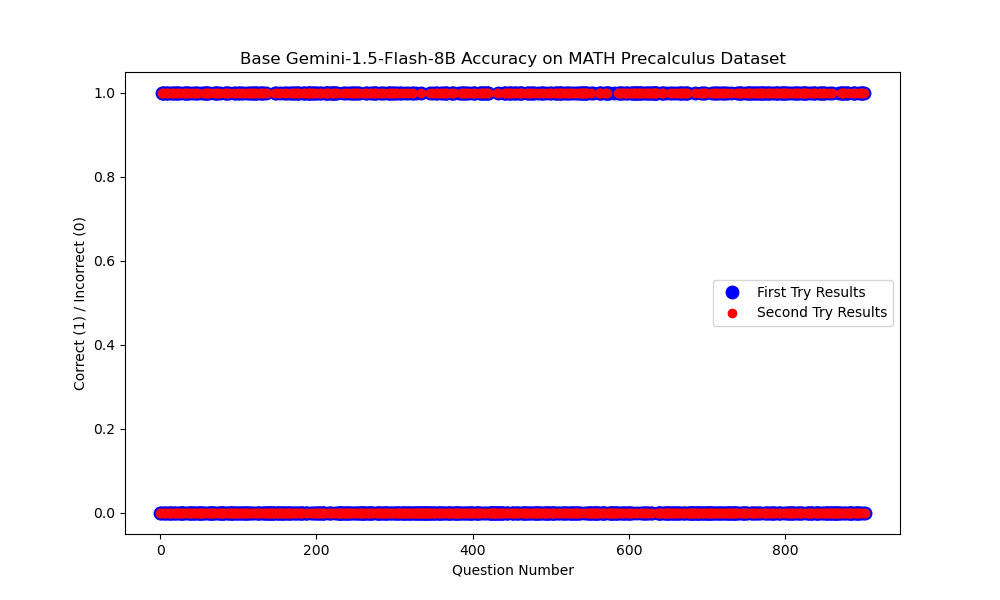 Base Gemini-1.5-Flash-8B Accuracy on MATH Precalculus Dataset
1.0
0.8
0.6
0.4
0.2
0.0
Correct (1) / Incorrect (0)
First Try Results
Second Try Results
0
200
400
600
800
Question Number